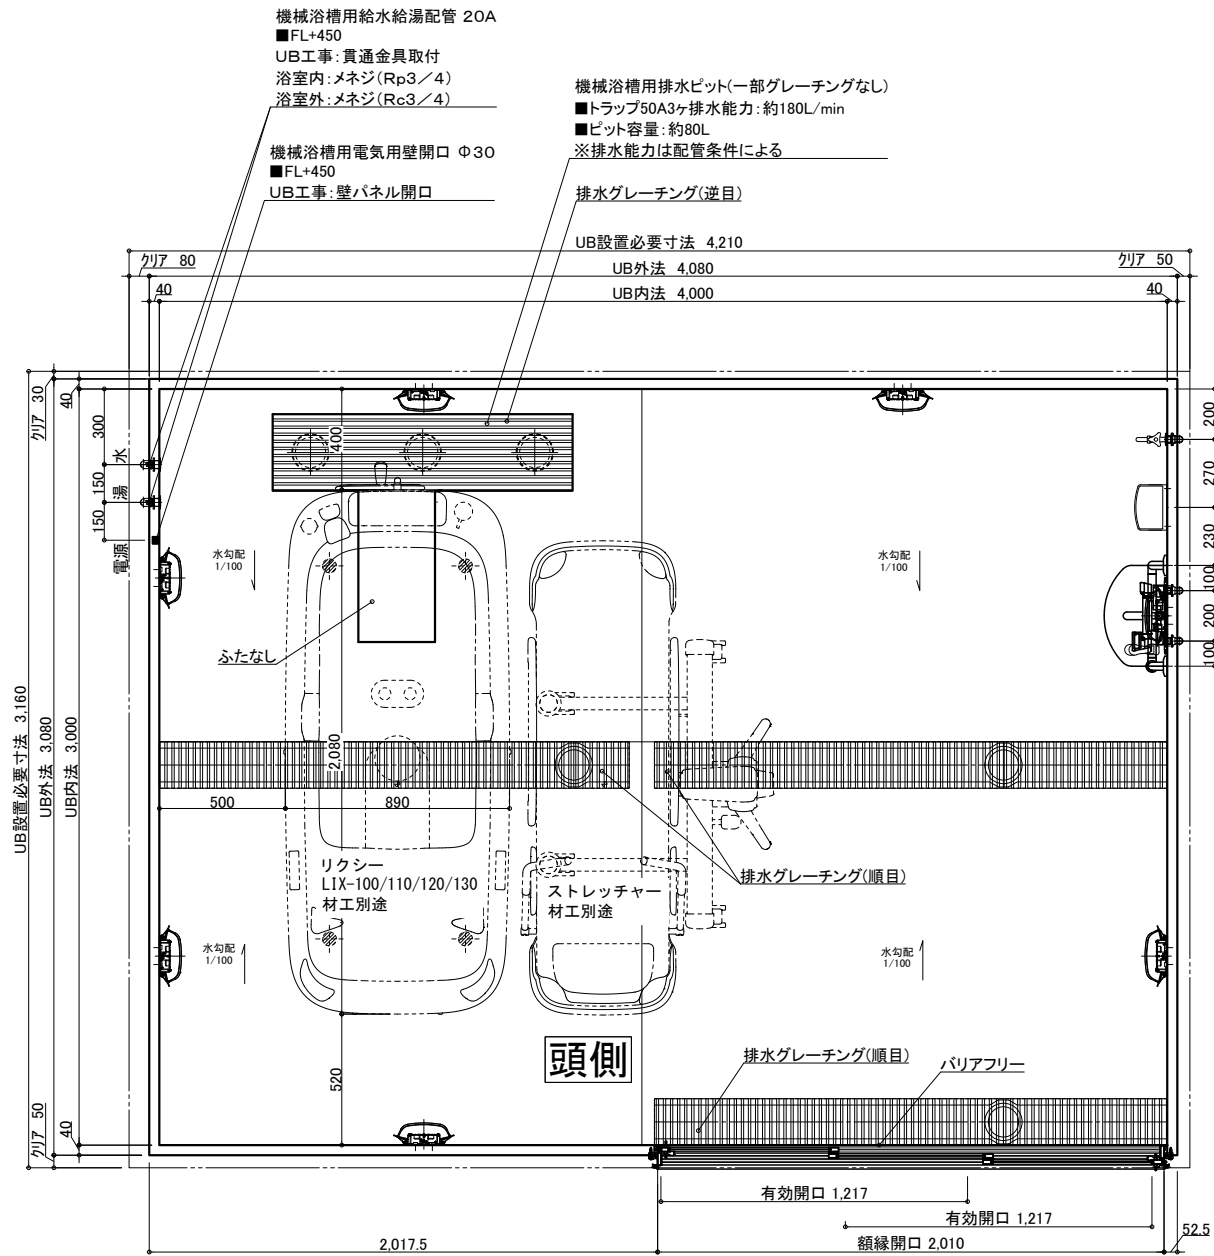 機械浴槽用給水給湯配管 20A
■FL+450
UB工事:貫通金具取付
浴室内:メネジ(Rp3/4)
浴室外:メネジ(Rc3/4)
機械浴槽用電気用壁開口 Φ30
■FL+450
UB工事:壁パネル開口
機械浴槽用排水ピット(一部グレーチングなし)
■トラップ50A3ヶ排水能力:約180L/min
■ピット容量:約80L
※排水能力は配管条件による
排水グレーチング(逆目)
UB設置必要寸法 4,210
クリア 80
UB外法 4,080
クリア 50
40
UB内法 4,000
40
クリア 30
40
300
150
150
水
湯
電源
400
200
270
230
100
200
100
水勾配
1/100
水勾配
1/100
ふたなし
UB設置必要寸法 3,160
UB外法 3,080
UB内法 3,000
2,080
500
890
リクシー
LIX-100/110/120/130
材工別途
ストレッチャー
材工別途
排水グレーチング(順目)
水勾配
1/100
水勾配
1/100
頭側
520
排水グレーチング(順目)
バリアフリー
クリア 50
40
有効開口 1,217
有効開口 1,217
2,017.5
額縁開口 2,010
52.5